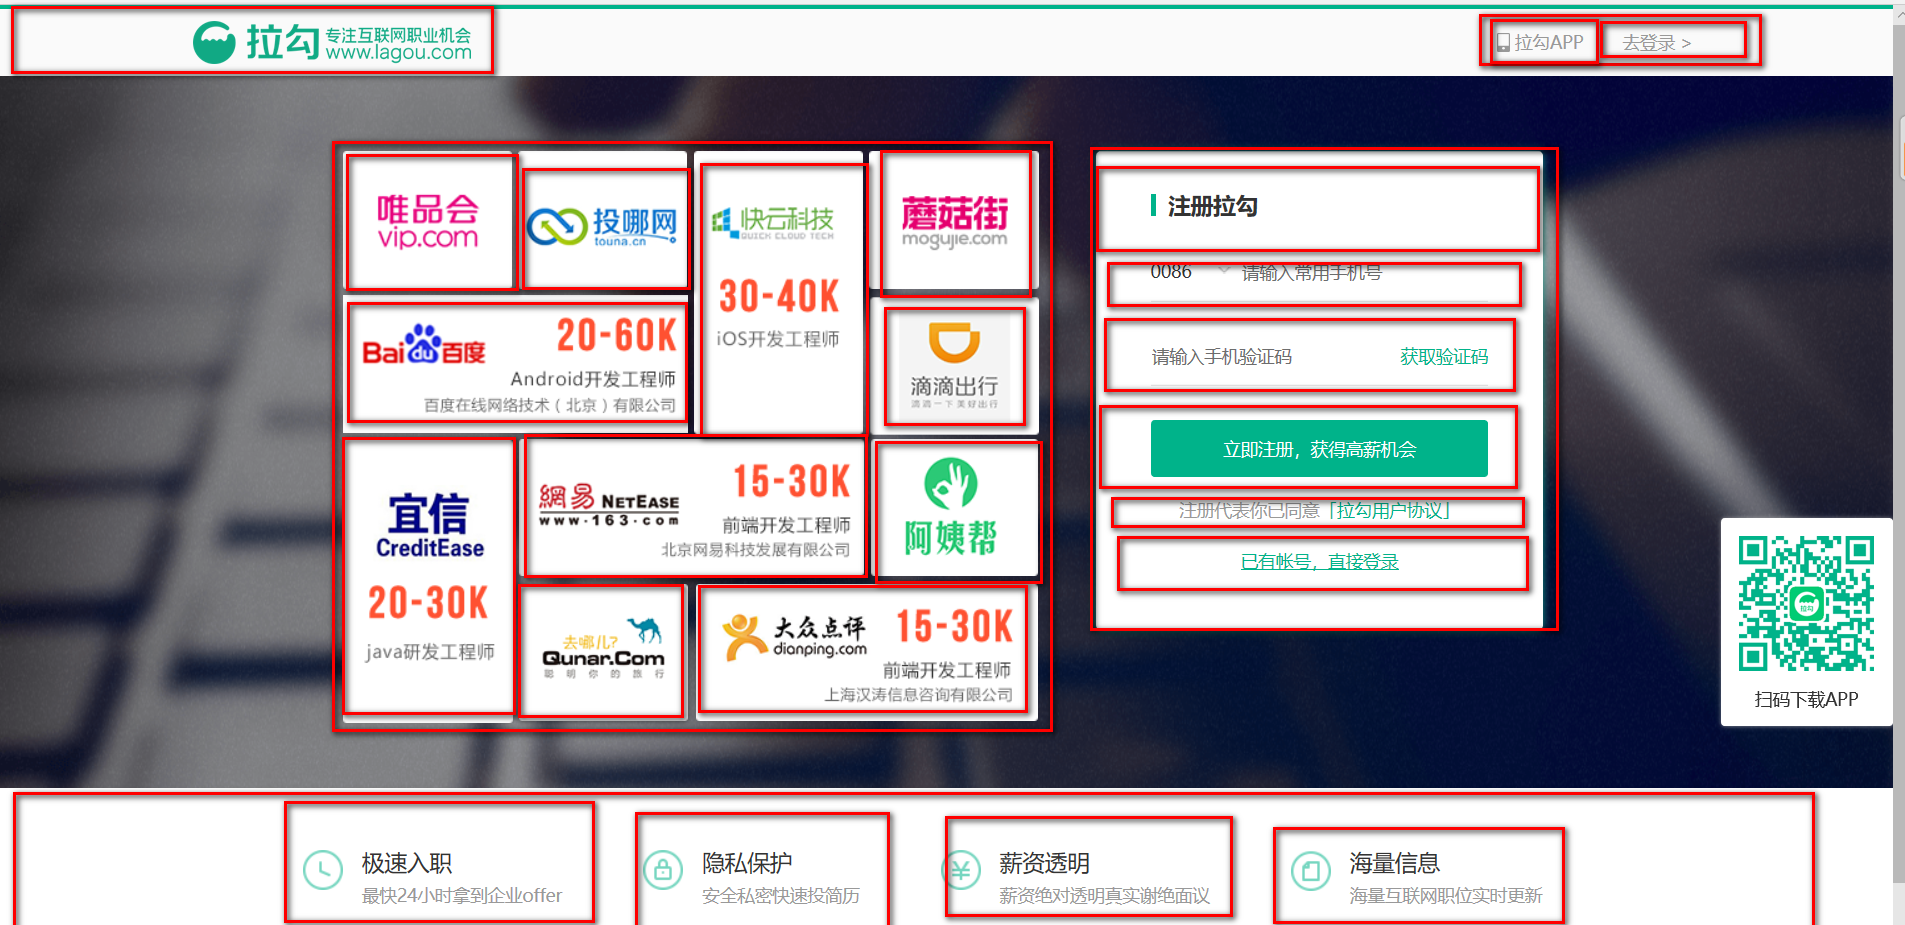 拉勾 专注互联网职业机会
www.lagou.com
拉勾APP
去登录 >
唯品会
vip.com
投哪网
touna.cn
快云科技
QUICK CLOUD TECH
30-40K
iOS开发工程师
蘑菇街
mogujie.com
Bai du 百度
20-60K
Android开发工程师
百度在线网络技术（北京）有限公司
滴滴出行
滴滴一下 美好出行
宜信
CreditEase
20-30K
java研发工程师
網易 NETEASE
www.163.com
15-30K
前端开发工程师
北京网易科技发展有限公司
阿姨帮
去哪儿?
Qunar.Com
聪明你的旅行
大众点评
dianping.com
15-30K
前端开发工程师
上海汉涛信息咨询有限公司
注册拉勾
0086 请输入常用手机号
请输入手机验证码 获取验证码
立即注册，获得高薪机会
注册代表你已同意「拉勾用户协议」
已有帐号，直接登录
拉勾
扫码下载APP
极速入职
最快24小时拿到企业offer
隐私保护
安全私密快速投简历
薪资透明
薪资绝对透明真实谢绝面议
海量信息
海量互联网职位实时更新